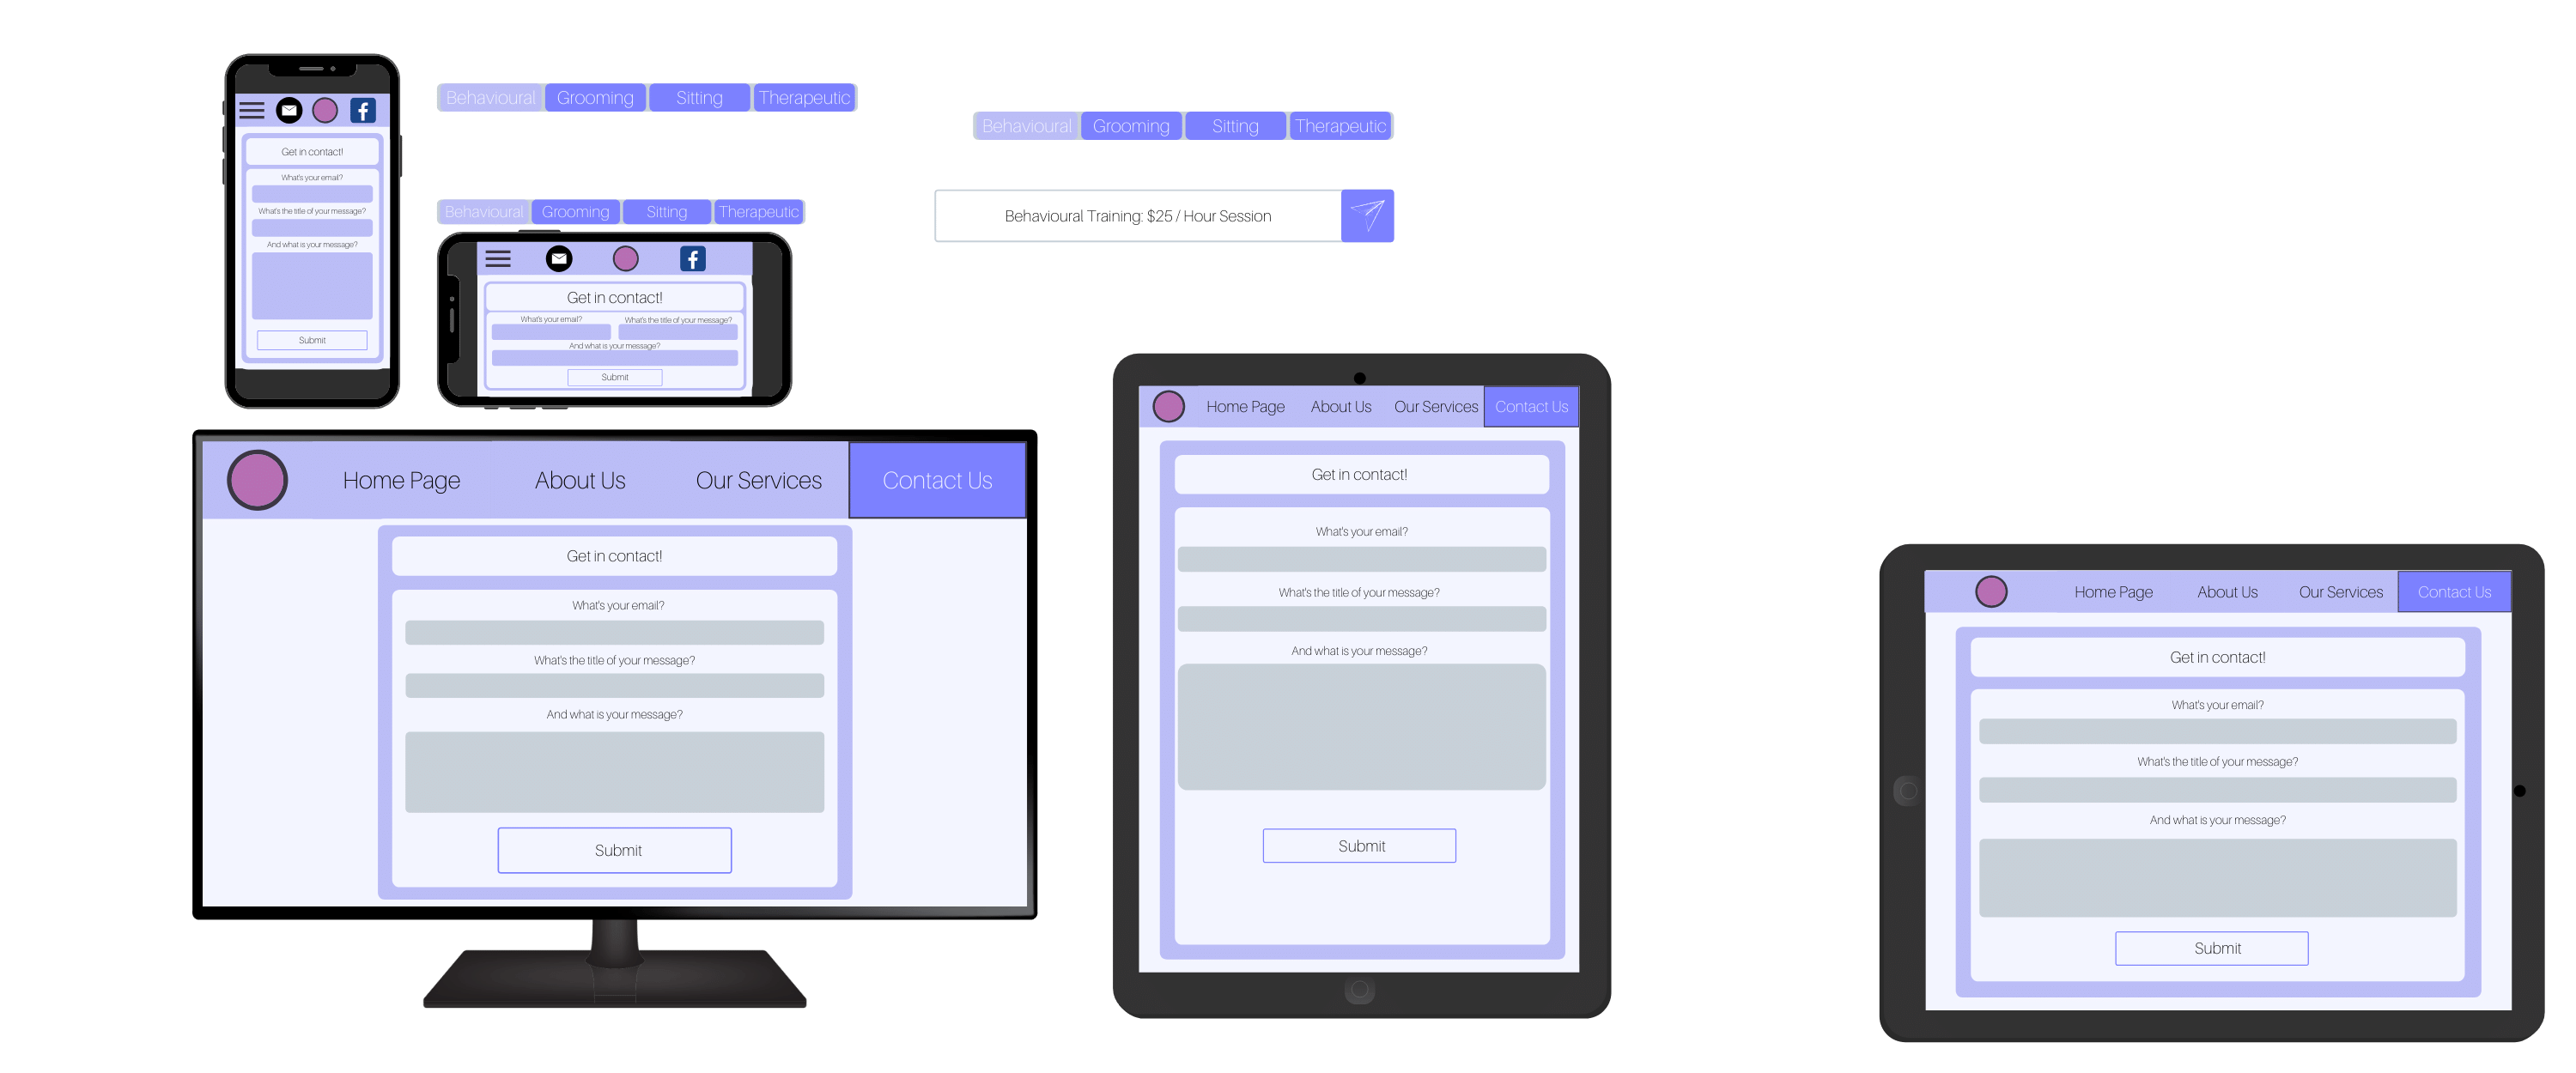 Get in contact!
What's your email?
What's the title of your message?
And what is your message?
Submit
Behavioural Grooming Sitting Therapeutic
Behavioural Grooming Sitting Therapeutic
Get in contact!
What's your email? What's the title of your message?
And what is your message?
Submit
Behavioural Grooming Sitting Therapeutic
Behavioural Training: $25 / Hour Session
Home Page About Us Our Services Contact Us
Get in contact!
What's your email?
What's the title of your message?
And what is your message?
Submit
Home Page About Us Our Services Contact Us
Get in contact!
What's your email?
What's the title of your message?
And what is your message?
Submit
Home Page About Us Our Services Contact Us
Get in contact!
What's your email?
What's the title of your message?
And what is your message?
Submit